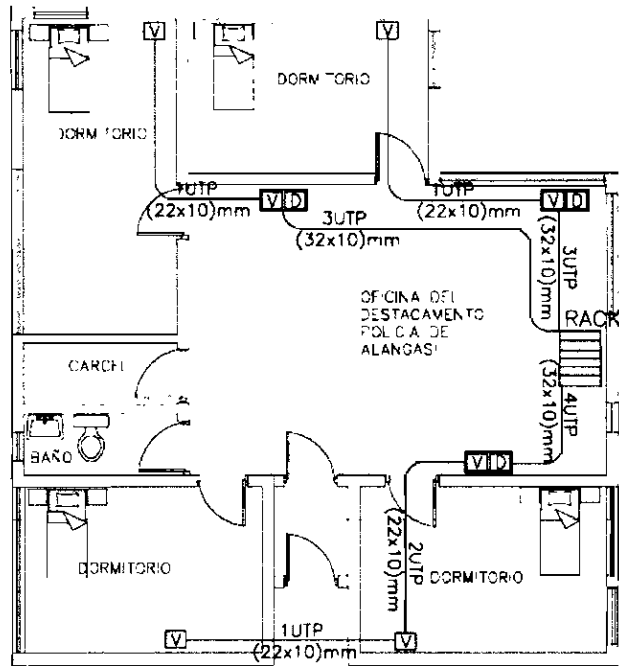 V
V
DORMITORIO
DORMITORIO
1UTP
(22x10)mm
V D
1UTP
(22x10)mm
V D
3UTP
(32x10)mm
3UTP
(32x10)mm
OFICINA DEL
DESTACAMENTO
POLICIA DE
ALANGASI
RACK
CARCEL
4UTP
(32x10)mm
BAÑO
V D
2UTP
(22x10)mm
DORMITORIO
DORMITORIO
V
1UTP
(22x10)mm
V